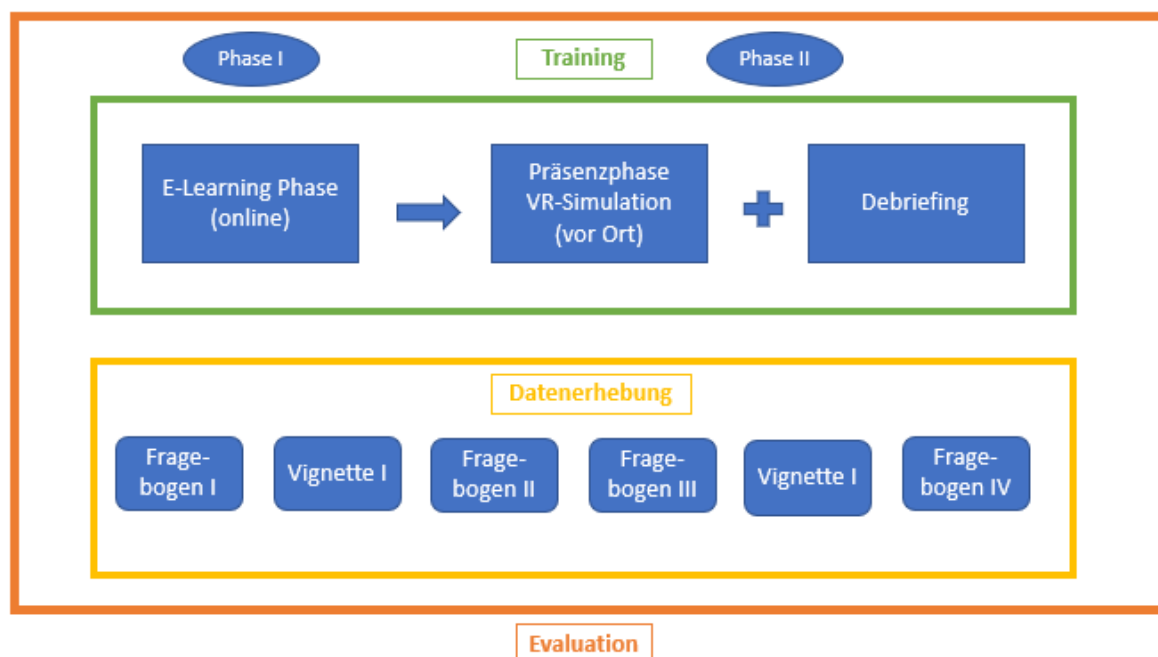 Phase I
Training
Phase II
E-Learning Phase
(online)
Präsenzphase
VR-Simulation
(vor Ort)
Debriefing
Datenerhebung
Frage-
bogen I
Vignette I
Frage-
bogen II
Frage-
bogen III
Vignette I
Frage-
bogen IV
Evaluation